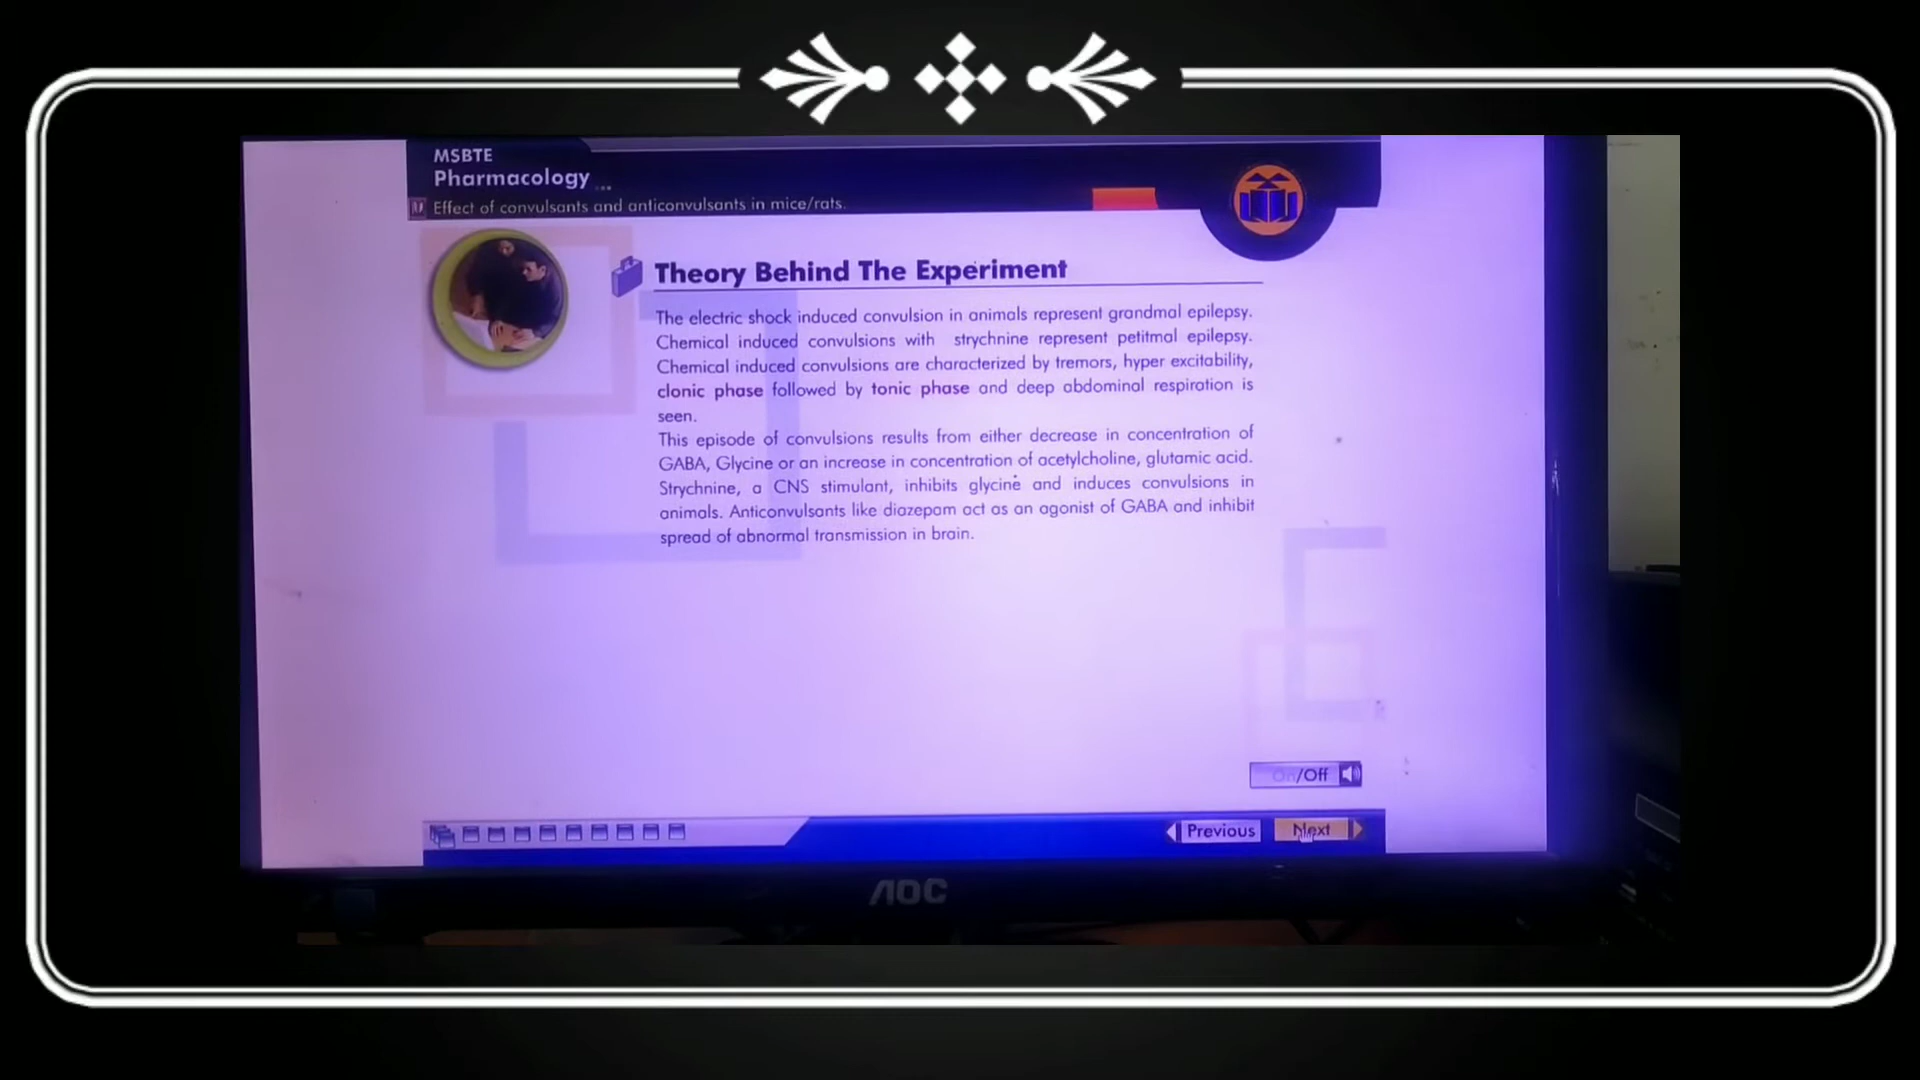 MSBTE
Pharmacology
Effect of convulsants and anticonvulsants in mice/rats.
Theory Behind The Experiment
The electric shock induced convulsion in animals represent grandmal epilepsy.
Chemical induced convulsions with strychnine represent petitmal epilepsy.
Chemical induced convulsions are characterized by tremors, hyper excitability,
clonic phase followed by tonic phase and deep abdominal respiration is
seen.
This episode of convulsions results from either decrease in concentration of
GABA, Glycine or an increase in concentration of acetylcholine, glutamic acid.
Strychnine, a CNS stimulant, inhibits glycine and induces convulsions in
animals. Anticonvulsants like diazepam act as an agonist of GABA and inhibit
spread of abnormal transmission in brain.
On/Off
Previous
Next
AOC